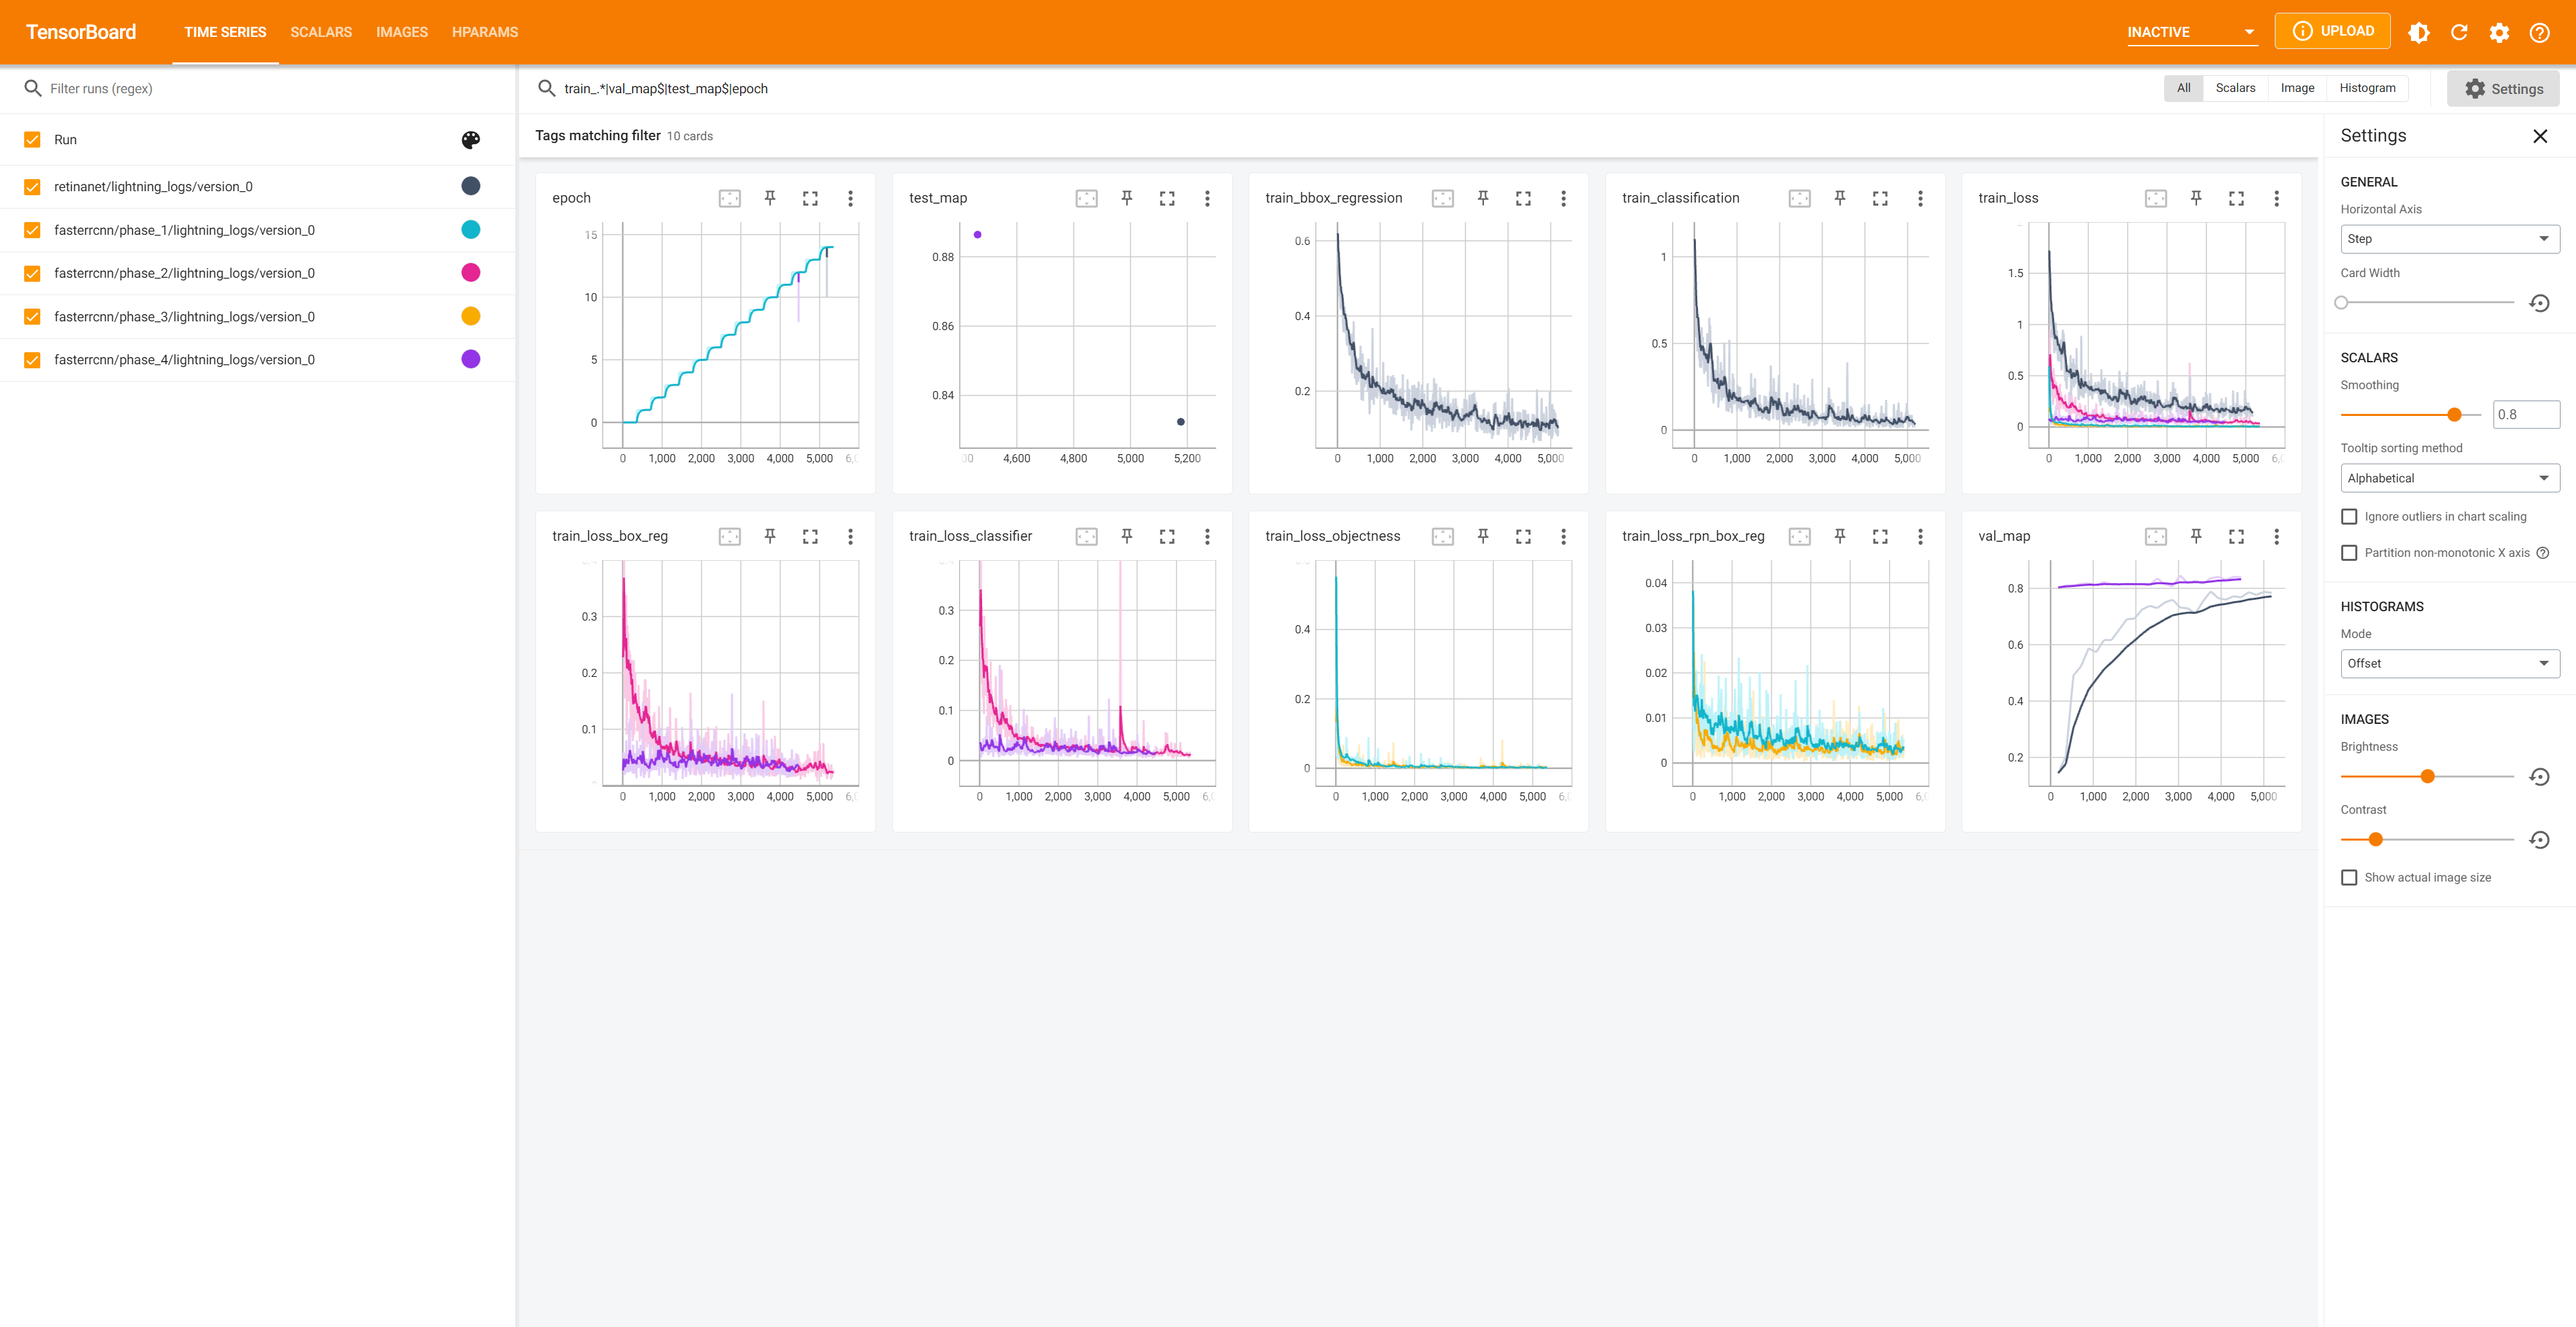 TensorBoard TIME SERIES SCALARS IMAGES HPARAMS INACTIVE UPLOAD
Filter runs (regex)
train_.*|val_map$|test_map$|epoch
All Scalars Image Histogram
Settings
Run
retinanet/lightning_logs/version_0
fasterrcnn/phase_1/lightning_logs/version_0
fasterrcnn/phase_2/lightning_logs/version_0
fasterrcnn/phase_3/lightning_logs/version_0
fasterrcnn/phase_4/lightning_logs/version_0
Tags matching filter 10 cards
epoch
15
10
5
0
0 1,000 2,000 3,000 4,000 5,000
test_map
0.88
0.86
0.84
4,600 4,800 5,000 5,200
train_bbox_regression
0.6
0.4
0.2
0 1,000 2,000 3,000 4,000 5,000
train_classification
1
0.5
0
0 1,000 2,000 3,000 4,000 5,000
train_loss
1.5
1
0.5
0
0 1,000 2,000 3,000 4,000 5,000
train_loss_box_reg
0.3
0.2
0.1
0 1,000 2,000 3,000 4,000 5,000
train_loss_classifier
0.3
0.2
0.1
0
0 1,000 2,000 3,000 4,000 5,000
train_loss_objectness
0.4
0.2
0
0 1,000 2,000 3,000 4,000 5,000
train_loss_rpn_box_reg
0.04
0.03
0.02
0.01
0
0 1,000 2,000 3,000 4,000 5,000
val_map
0.8
0.6
0.4
0.2
0 1,000 2,000 3,000 4,000 5,000
Settings
GENERAL
Horizontal Axis
Step
Card Width
SCALARS
Smoothing
0.8
Tooltip sorting method
Alphabetical
Ignore outliers in chart scaling
Partition non-monotonic X axis
HISTOGRAMS
Mode
Offset
IMAGES
Brightness
Contrast
Show actual image size